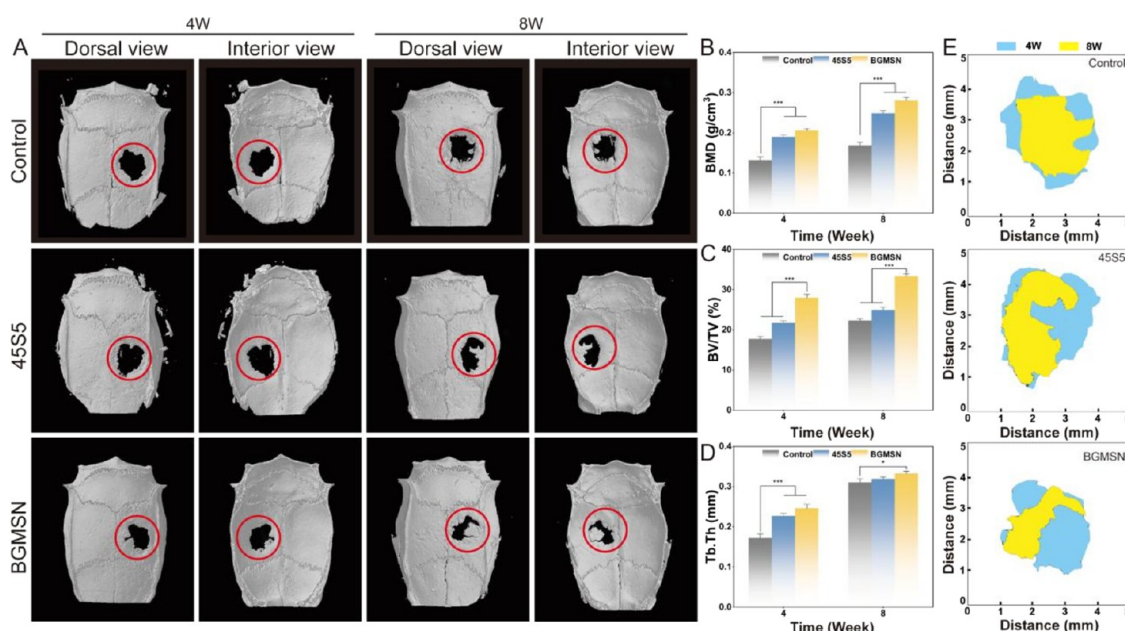 4W
8W
A
Dorsal view
Interior view
Dorsal view
Interior view
Control
45S5
BGMSN
B
Control
45S5
BGMSN
***
***
BMD (g/cm³)
0.4
0.3
0.2
0.1
0.0
4
8
Time (Week)
C
Control
45S5
BGMSN
***
***
BV/TV (%)
40
30
20
10
0
4
8
Time (Week)
D
Control
45S5
BGMSN
***
*
Tb.Th (mm)
0.4
0.3
0.2
0.1
0.0
4
8
Time (Week)
E
4W
8W
Control
Distance (mm)
5
4
3
2
1
0
0
1
2
3
4
Distance (mm)
45S5
Distance (mm)
5
4
3
2
1
0
0
1
2
3
4
Distance (mm)
BGMSN
Distance (mm)
5
4
3
2
1
0
0
1
2
3
4
Distance (mm)